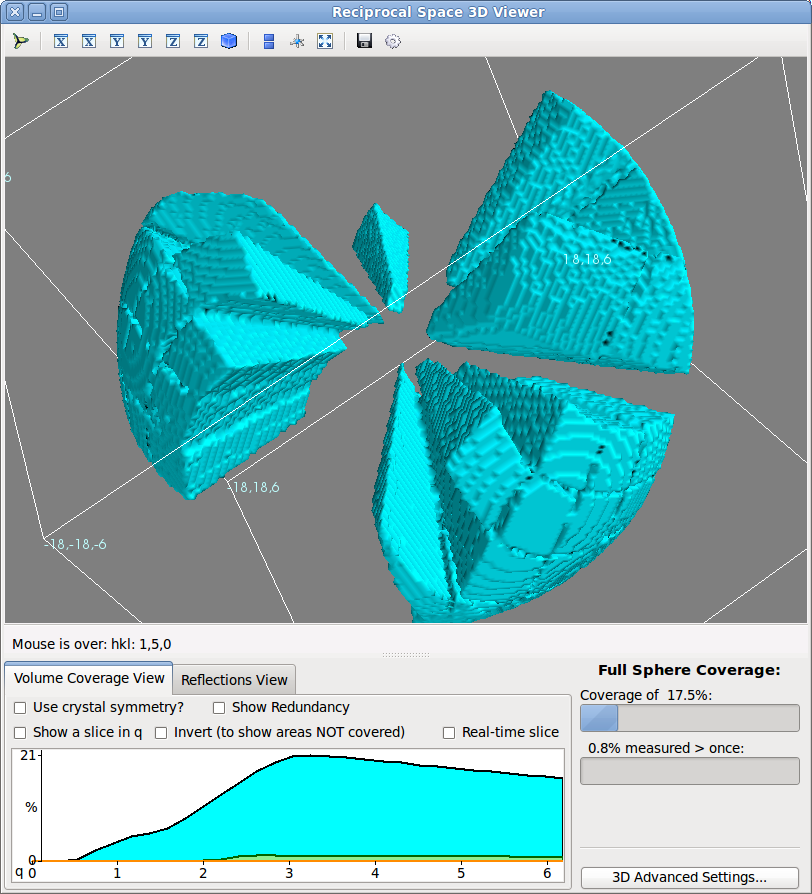 Reciprocal Space 3D Viewer
X X Y Y Z Z
6
18,18,6
-18,18,6
-18,-18,-6
Mouse is over: hkl: 1,5,0
Volume Coverage View
Reflections View
Use crystal symmetry?
Show Redundancy
Show a slice in q
Invert (to show areas NOT covered)
Real-time slice
21
%
0
q 0 1 2 3 4 5 6
Full Sphere Coverage:
Coverage of 17.5%:
0.8% measured > once:
3D Advanced Settings...